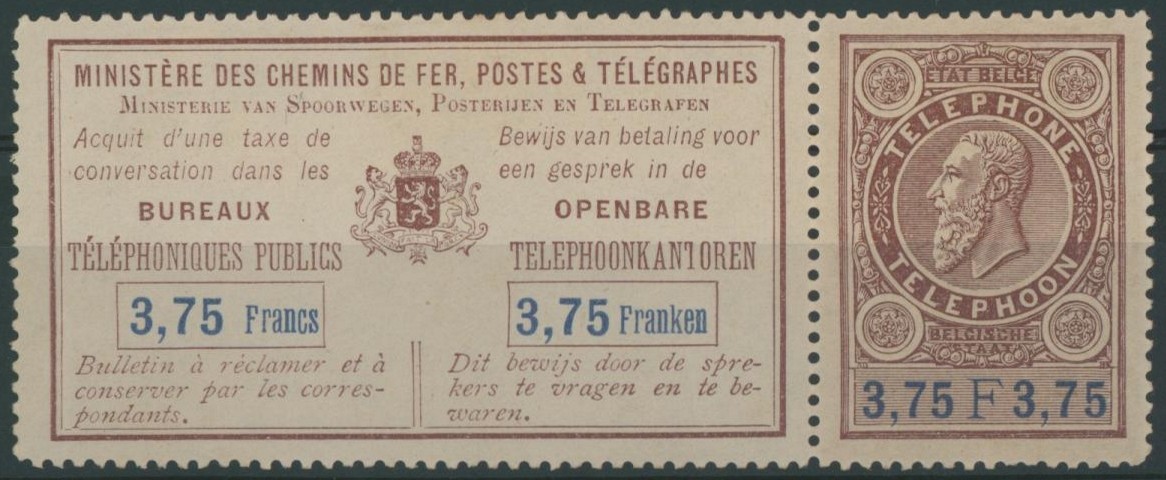 MINISTÈRE DES CHEMINS DE FER, POSTES & TÉLÉGRAPHES
MINISTERIE VAN SPOORWEGEN, POSTERIJEN EN TELEGRAFEN
Acquit d'une taxe de
conversation dans les
BUREAUX
TÉLÉPHONIQUES PUBLICS
3,75 Francs
Bulletin à réclamer et à
conserver par les corres-
pondants.
Bewijs van betaling voor
een gesprek in de
OPENBARE
TELEPHOONKANTOREN
3,75 Franken
Dit bewijs door de spre-
kers te vragen en te be-
waren.
ETAT BELGE
TELEPHONE
TELEPHOON
BELGISCHE
STAAT
3,75 F 3,75